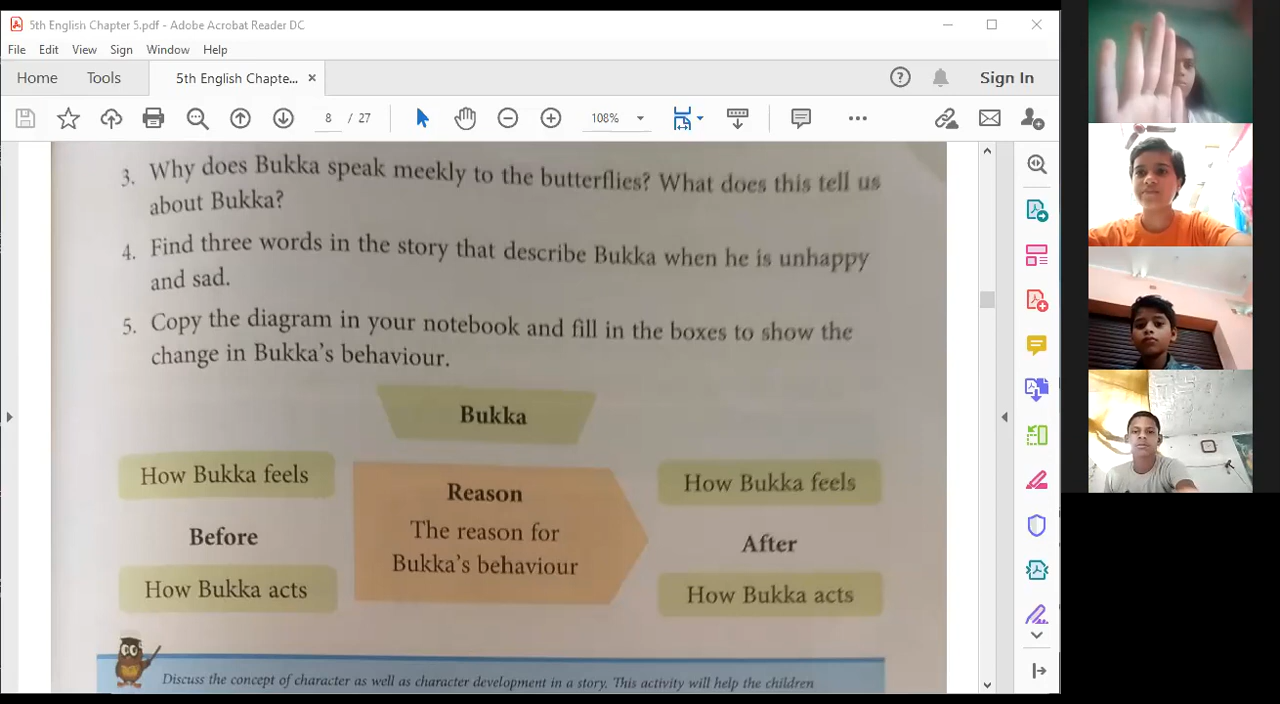 5th English Chapter 5.pdf - Adobe Acrobat Reader DC
File Edit View Sign Window Help
Home Tools 5th English Chapte... × Sign In
8 / 27 108%
3. Why does Bukka speak meekly to the butterflies? What does this tell us
about Bukka?
4. Find three words in the story that describe Bukka when he is unhappy
and sad.
5. Copy the diagram in your notebook and fill in the boxes to show the
change in Bukka's behaviour.
Bukka
How Bukka feels
Before
How Bukka acts
Reason
The reason for
Bukka's behaviour
How Bukka feels
After
How Bukka acts
Discuss the concept of character as well as character development in a story. This activity will help the children